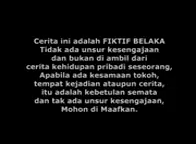 Cerita ini adalah FIKTIF BELAKA
Tidak ada unsur kesengajaan
dan bukan di ambil dari
cerita kehidupan pribadi seseorang,
Apabila ada kesamaan tokoh,
tempat kejadian ataupun cerita,
itu adalah kebetulan semata
dan tak ada unsur kesengajaan,
Mohon di Maafkan.